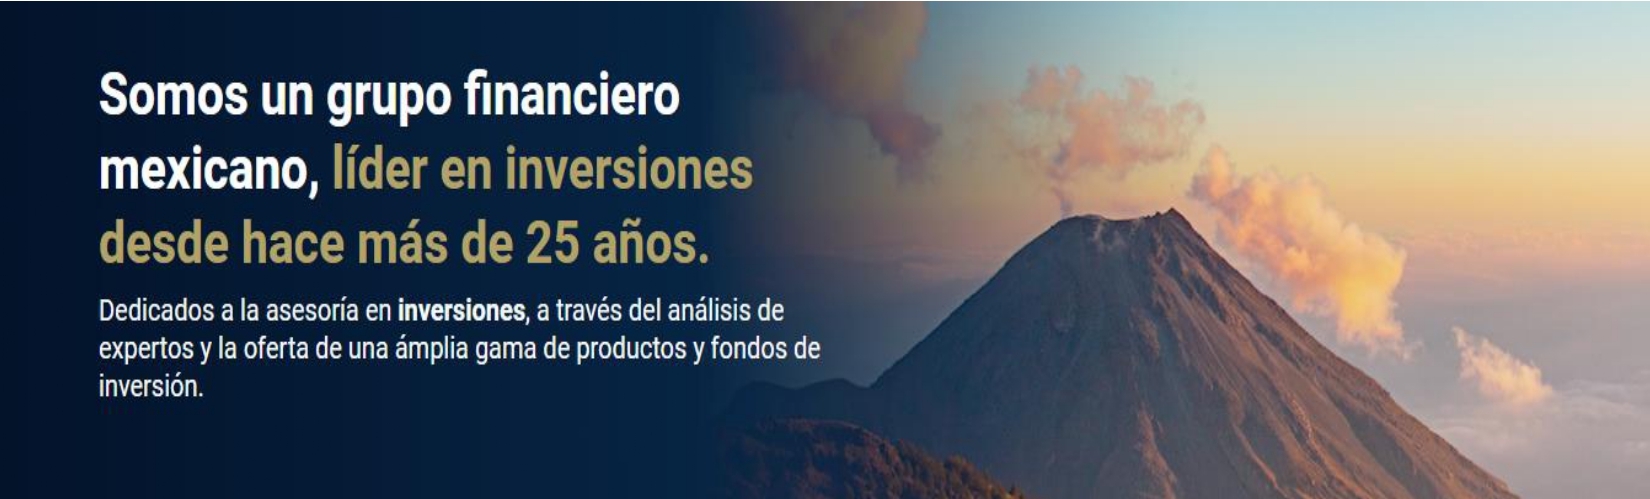 Somos un grupo financiero
mexicano, líder en inversiones
desde hace más de 25 años.
Dedicados a la asesoría en inversiones, a través del análisis de
expertos y la oferta de una ámplia gama de productos y fondos de
inversión.